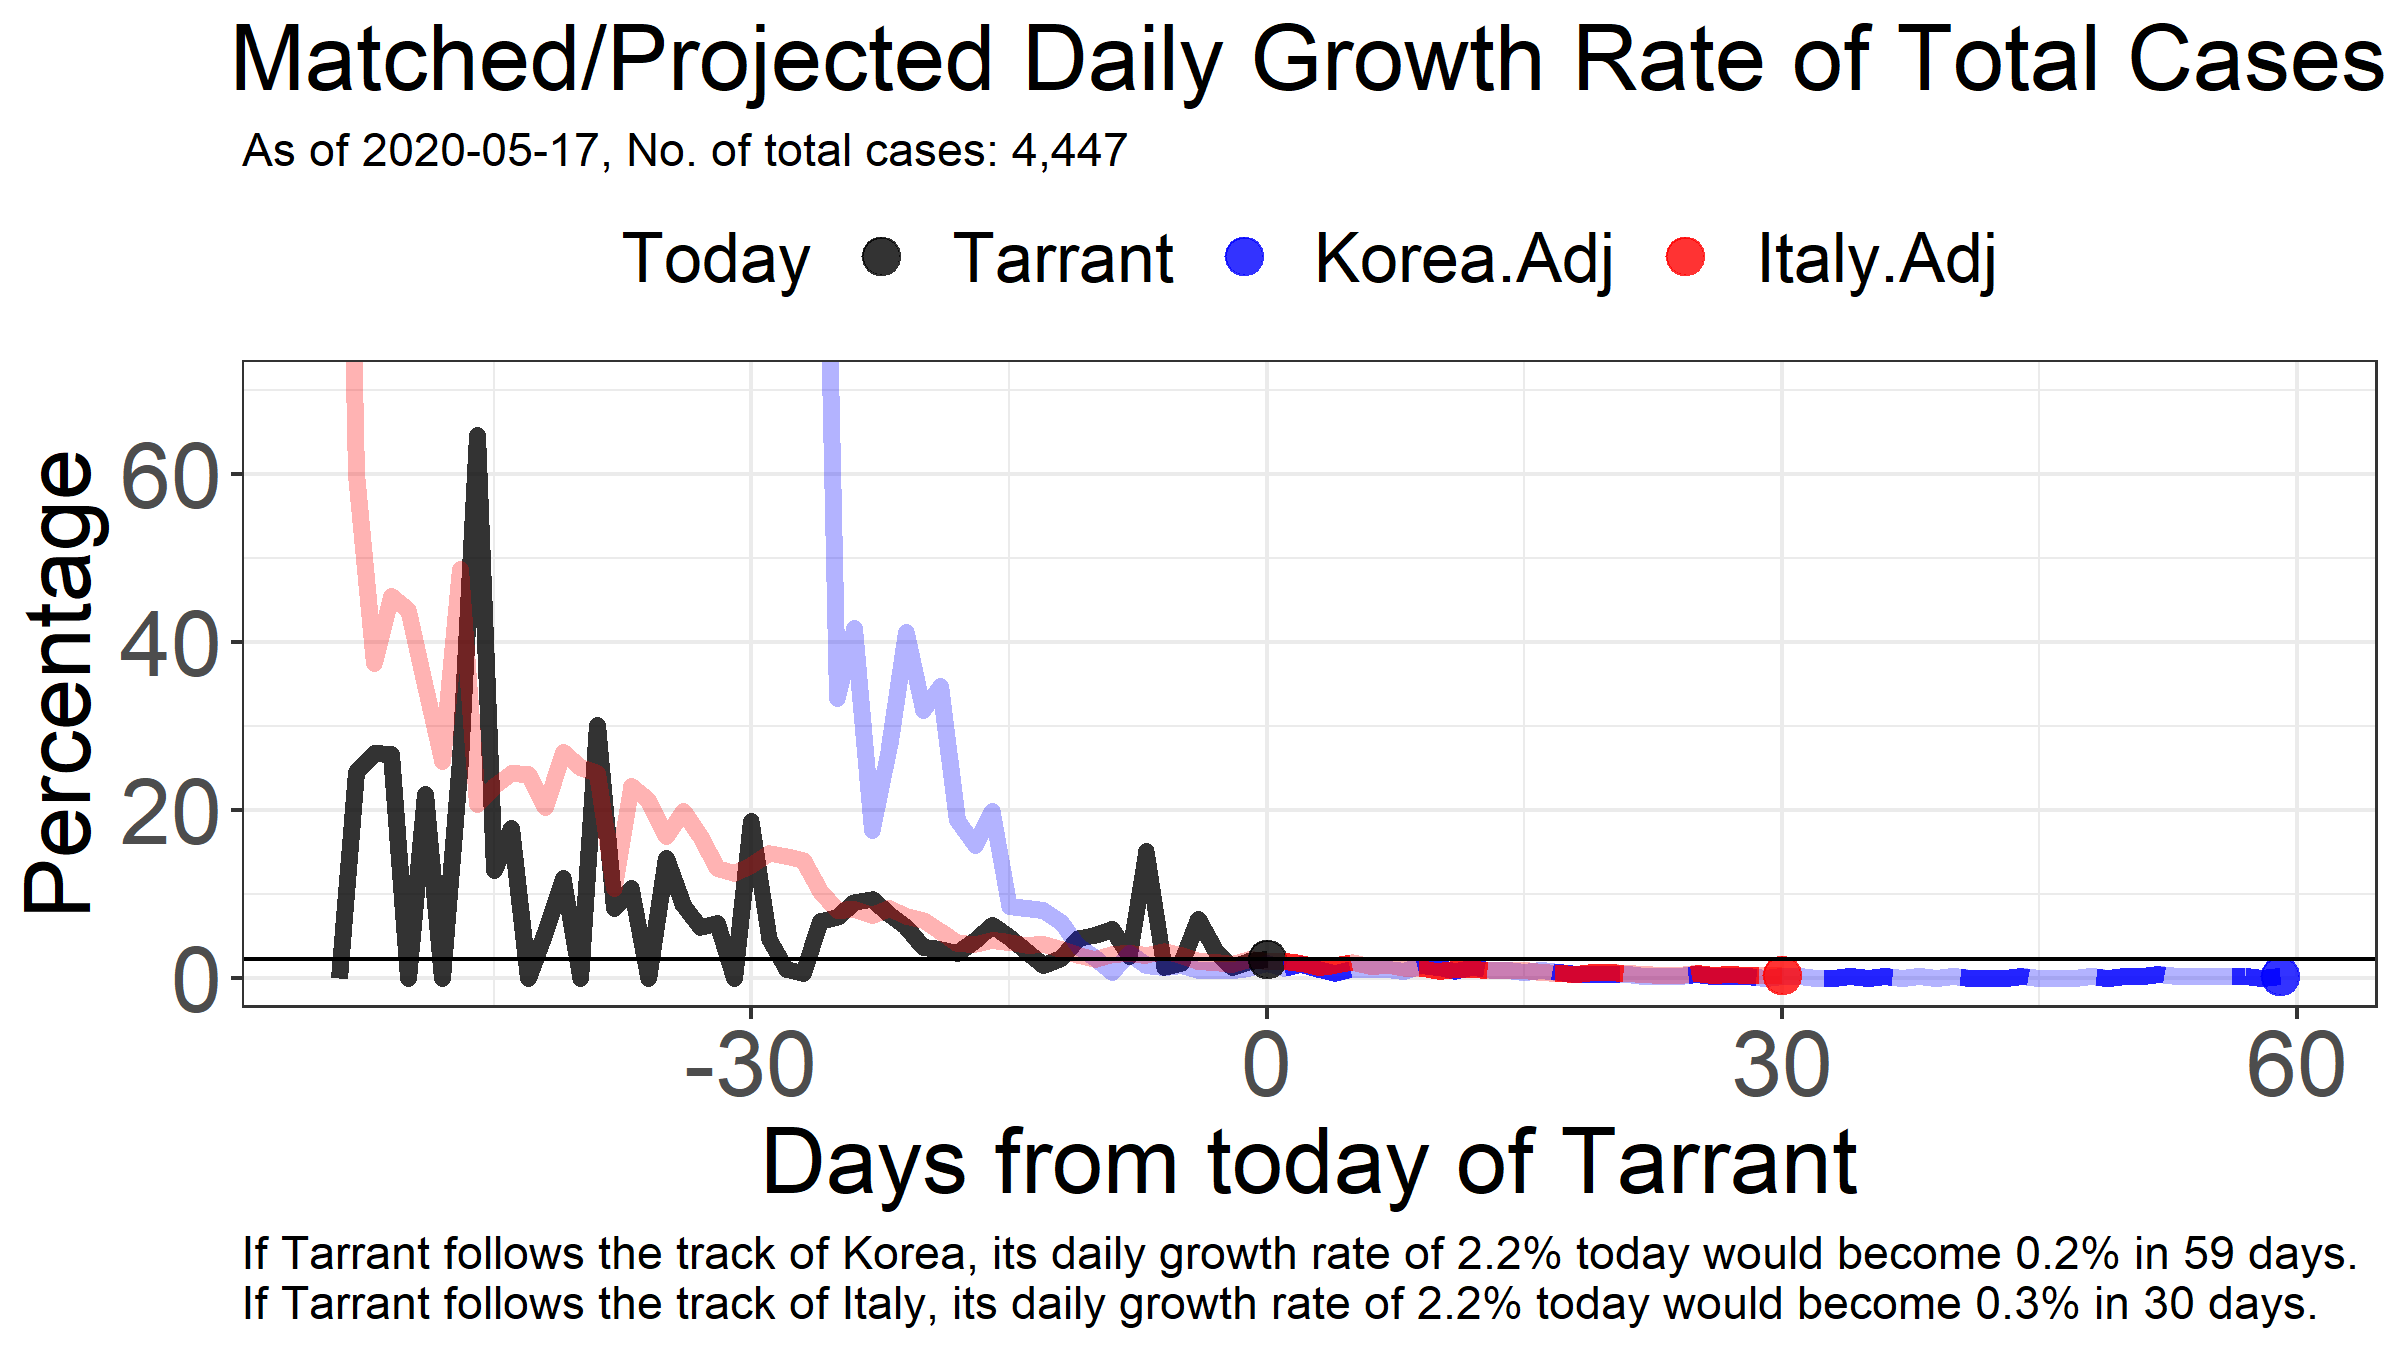 Matched/Projected Daily Growth Rate of Total Cases
As of 2020-05-17, No. of total cases: 4,447
Today Tarrant Korea.Adj Italy.Adj
Percentage
60
40
20
0
-30 0 30 60
Days from today of Tarrant
If Tarrant follows the track of Korea, its daily growth rate of 2.2% today would become 0.2% in 59 days.
If Tarrant follows the track of Italy, its daily growth rate of 2.2% today would become 0.3% in 30 days.